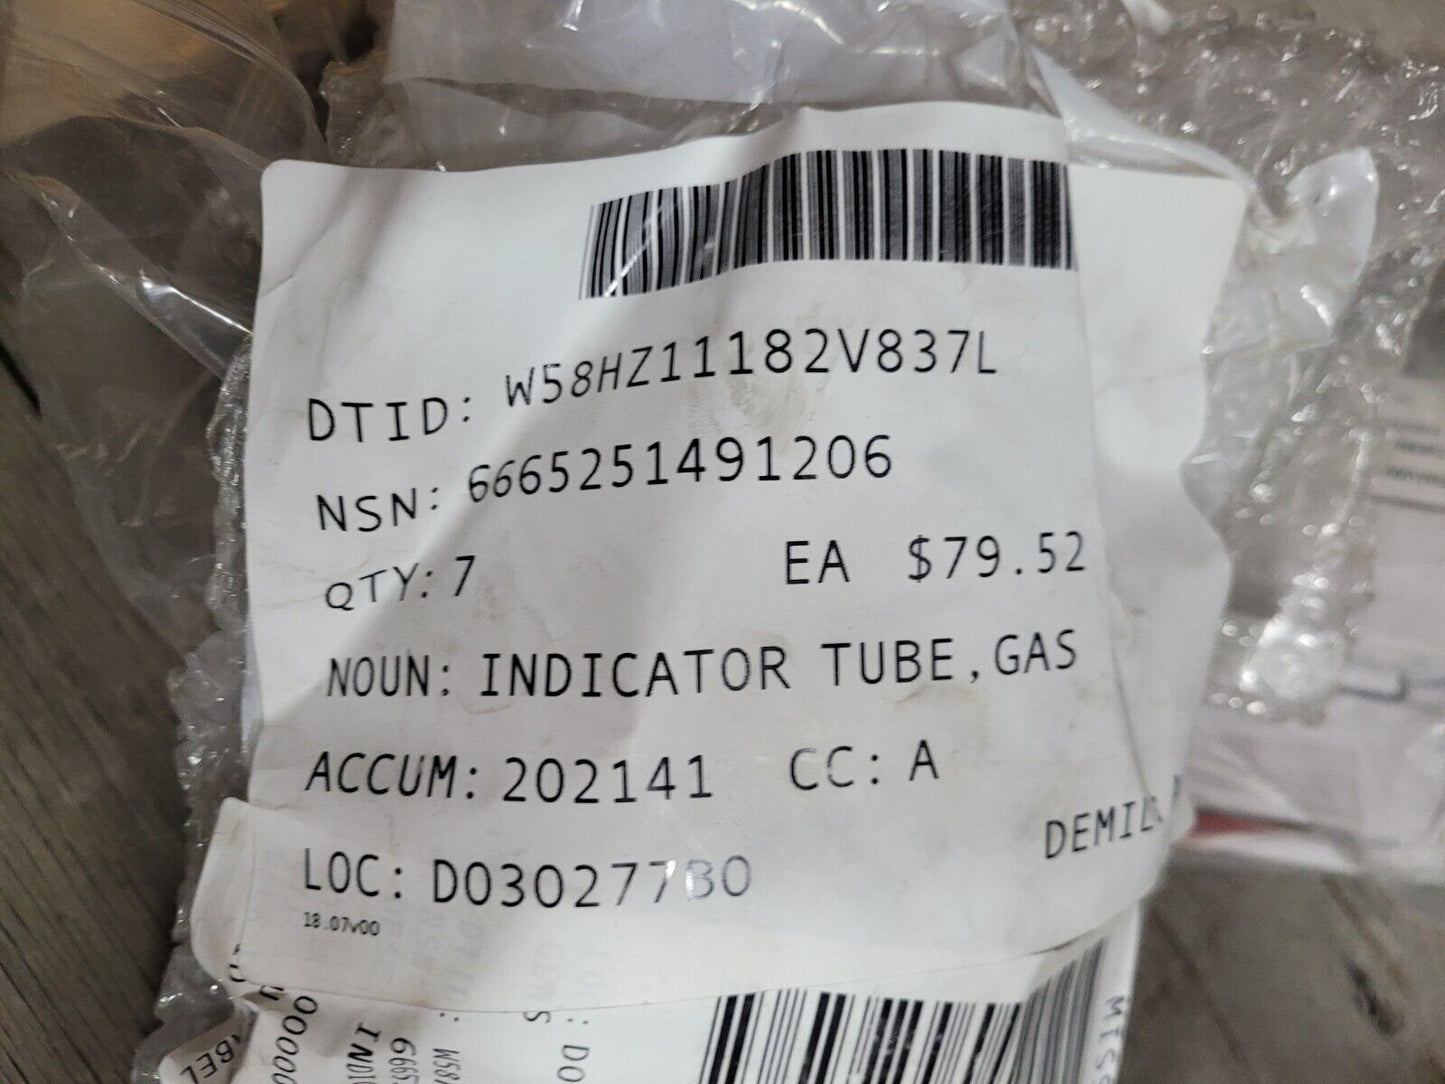 DTID: W58HZ11182V837L
NSN: 6665251491206
QTY: 7 EA $79.52
NOUN: INDICATOR TUBE,GAS
ACCUM: 202141 CC: A
DEMIL:
LOC: D030277B0
18.07v00